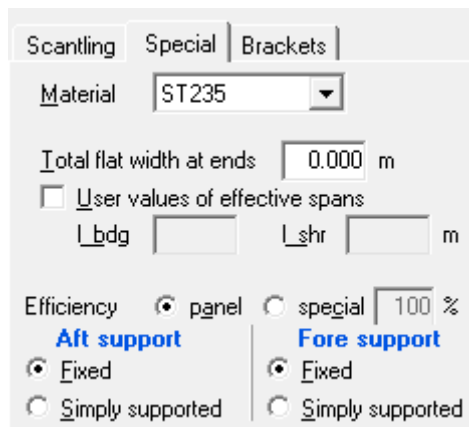 Scantling Special Brackets
Material ST235
Total flat width at ends 0.000 m
User values of effective spans
l_bdg l_shr m
Efficiency panel special 100 %
Aft support Fore support
Fixed Fixed
Simply supported Simply supported